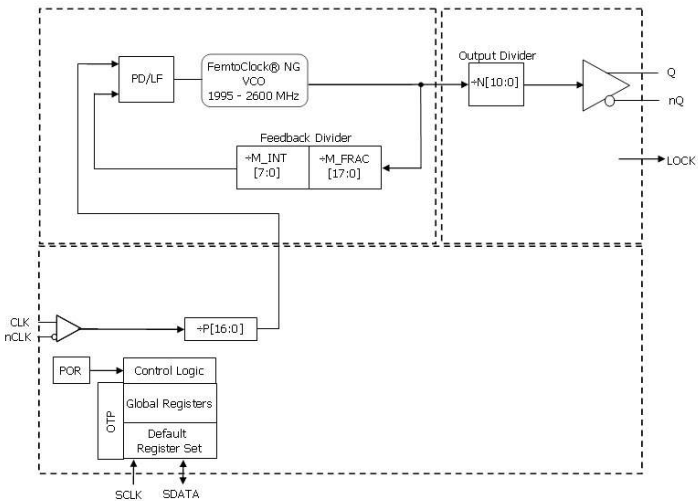 PD/LF
FemtoClock® NG
VCO
1995 - 2600 MHz
Output Divider
÷N[10:0]
Q
nQ
Feedback Divider
÷M_INT
[7:0]
÷M_FRAC
[17:0]
LOCK
CLK
nCLK
÷P[16:0]
POR
Control Logic
OTP
Global Registers
Default
Register Set
SCLK
SDATA